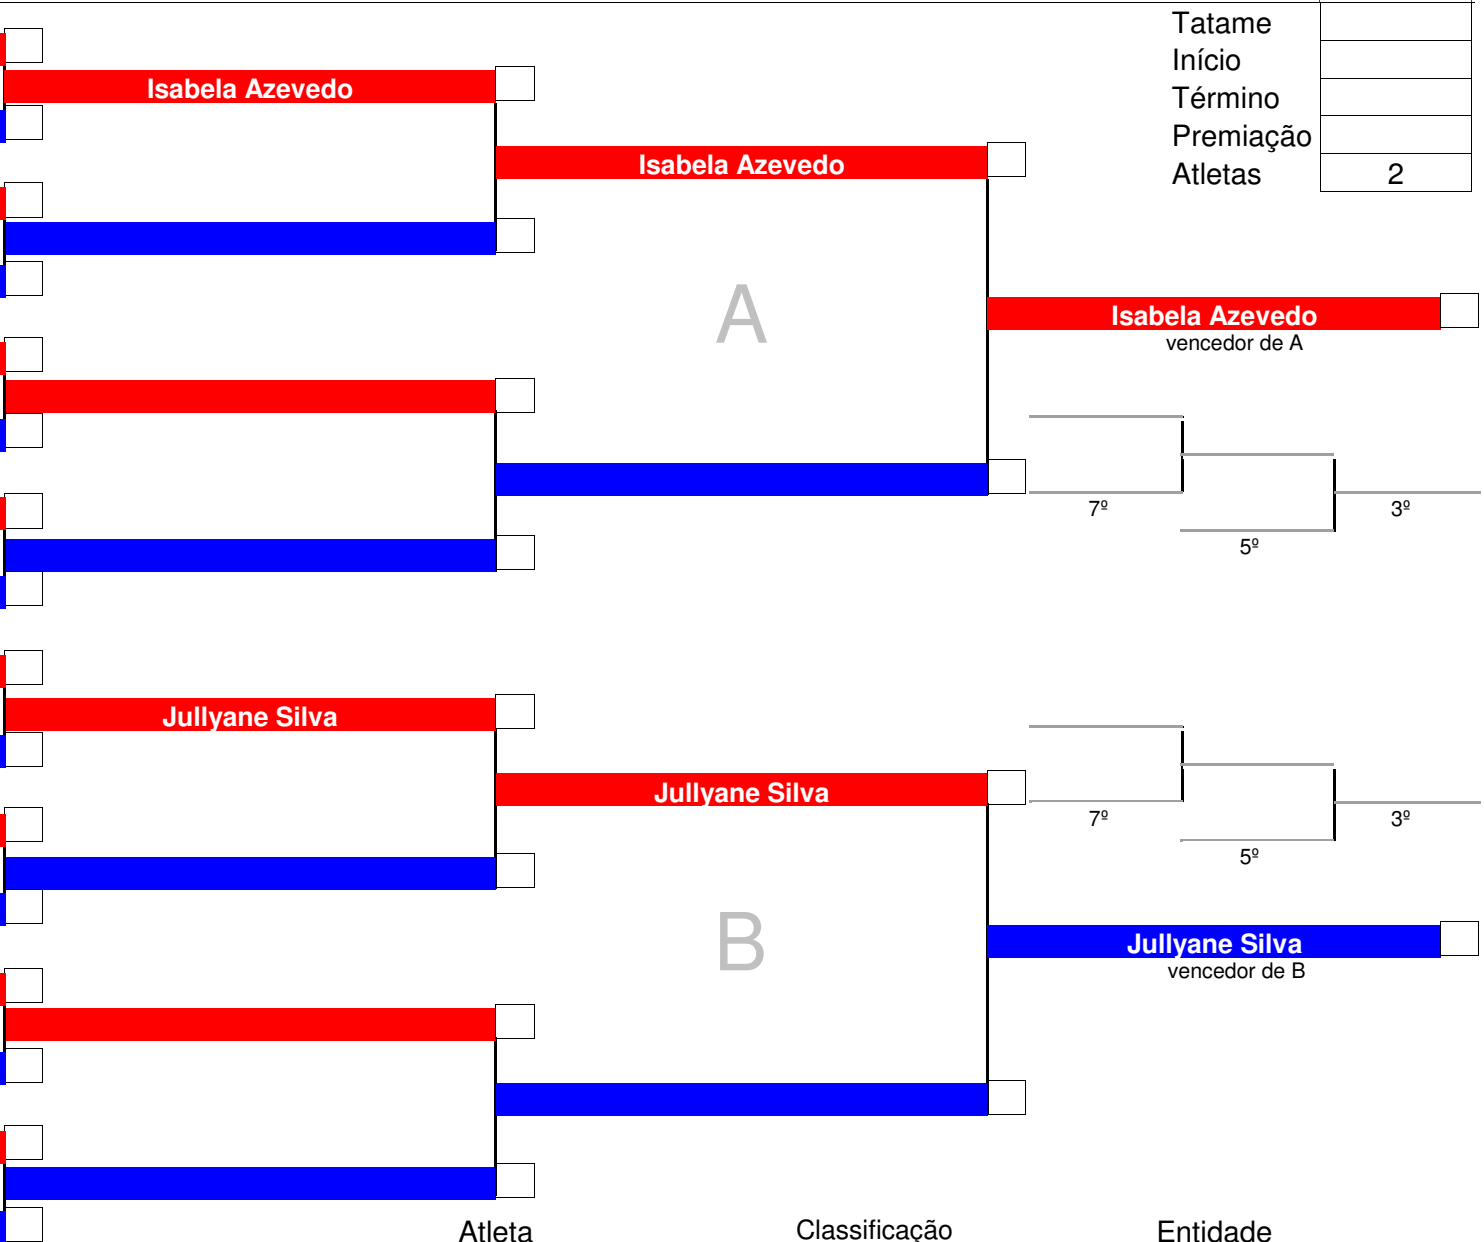 Tatame
Início
Término
Premiação
Atletas 2
Isabela Azevedo
Isabela Azevedo
A
Isabela Azevedo
vencedor de A
7º
3º
5º
Jullyane Silva
Jullyane Silva
7º
3º
5º
B
Jullyane Silva
vencedor de B
Atleta Classificação Entidade